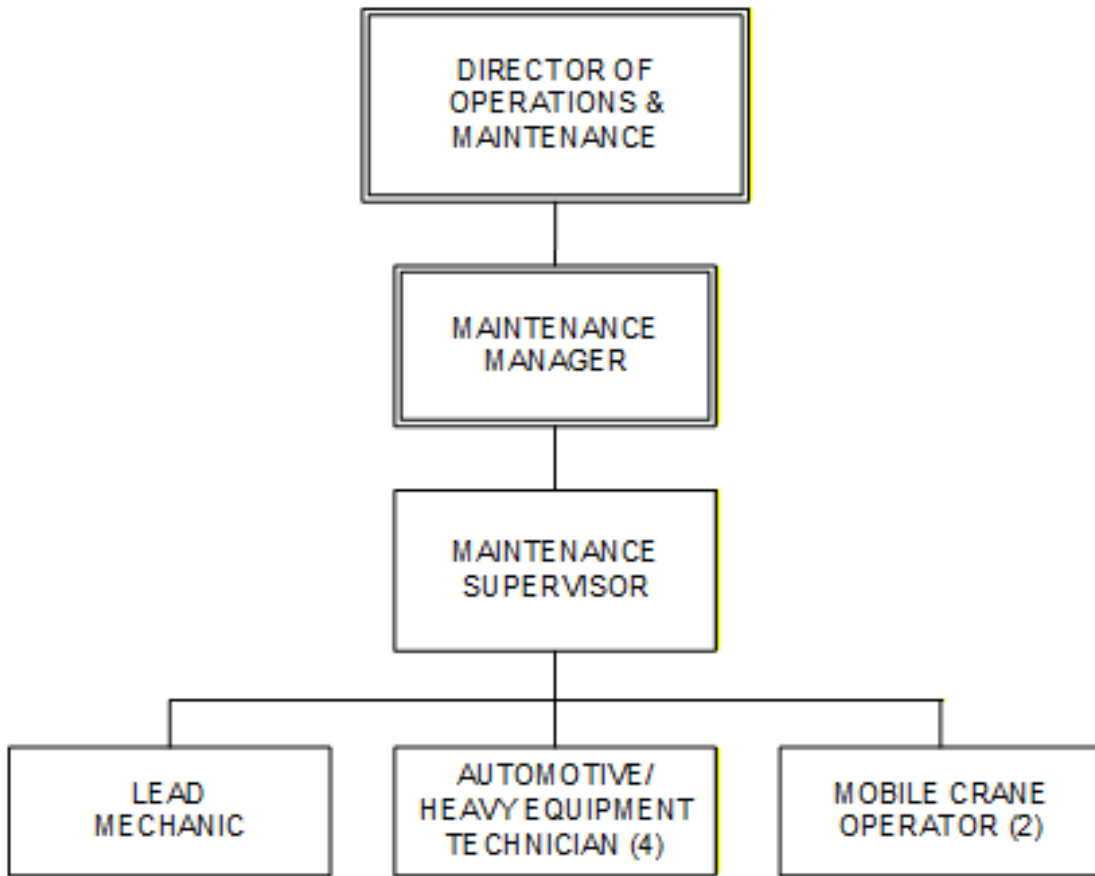 DIRECTOR OF
OPERATIONS &
MAINTENANCE
MAINTENANCE
MANAGER
MAINTENANCE
SUPERVISOR
LEAD
MECHANIC
AUTOMOTIVE/
HEAVY EQUIPMENT
TECHNICIAN (4)
MOBILE CRANE
OPERATOR (2)